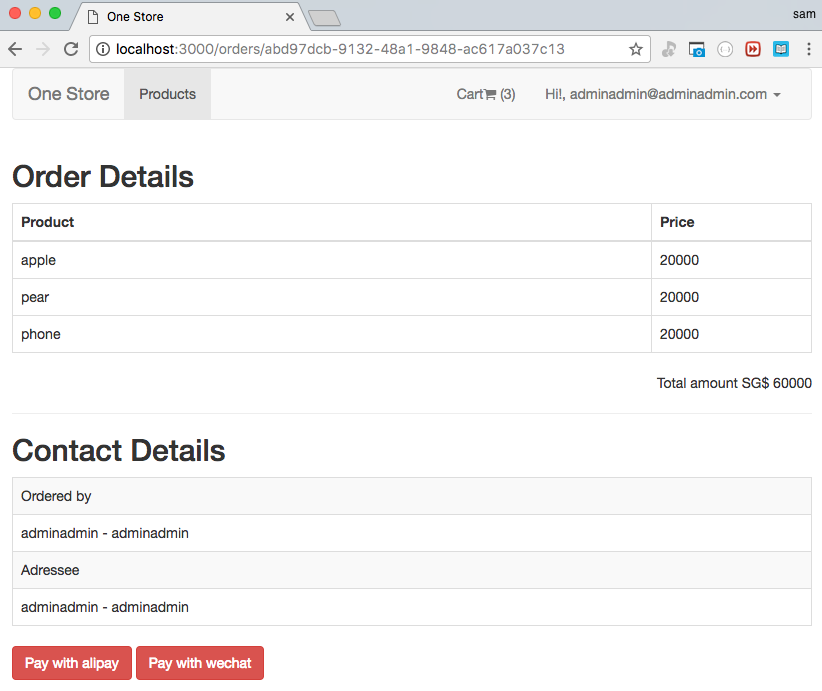 One Store
sam
localhost:3000/orders/abd97dcb-9132-48a1-9848-ac617a037c13
One Store Products Cart (3) Hi!, adminadmin@adminadmin.com
Order Details
Product Price
apple 20000
pear 20000
phone 20000
Total amount SG$ 60000
Contact Details
Ordered by
adminadmin - adminadmin
Adressee
adminadmin - adminadmin
Pay with alipay Pay with wechat